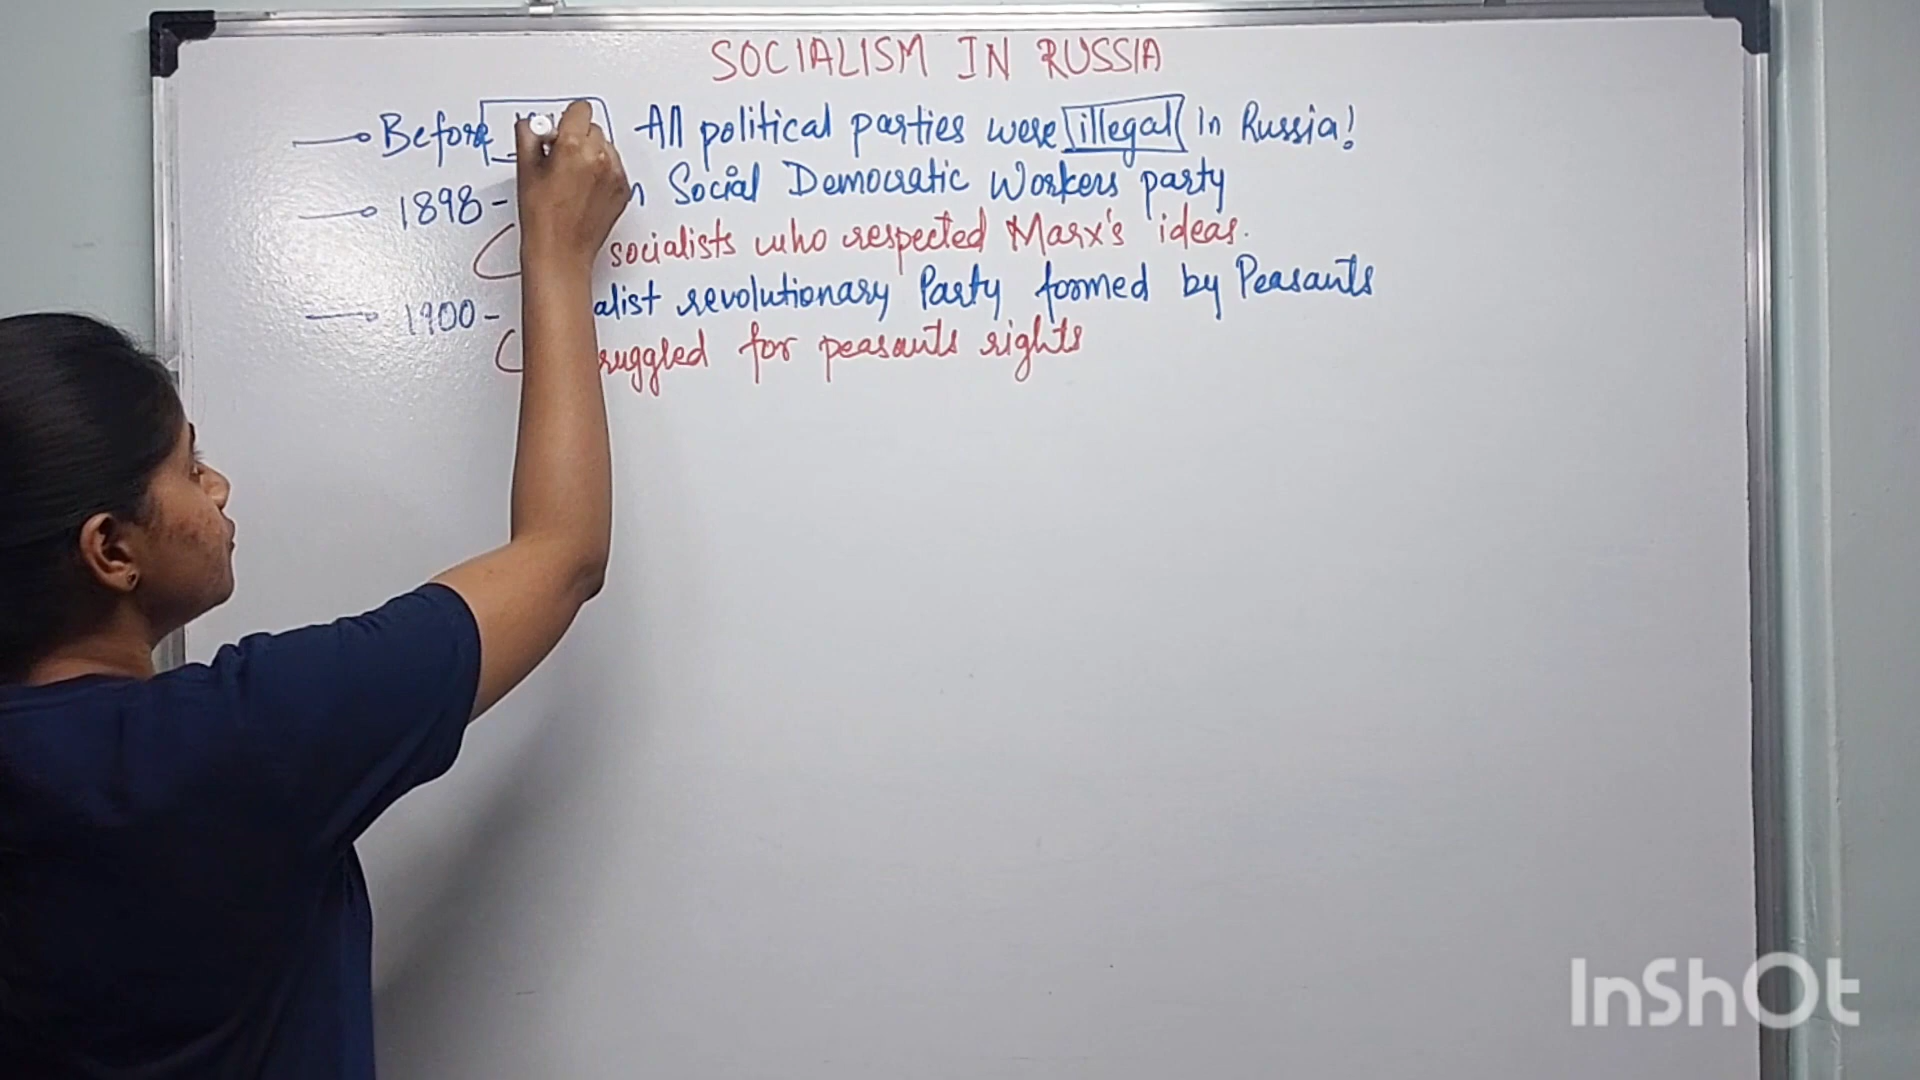 SOCIALISM IN RUSSIA
Before All political parties were illegal in Russia!
1898- Social Democratic Workers party
socialists who respected Marx's ideas.
1900- alist revolutionary Party formed by Peasants
ruggled for peasants rights
InShOt